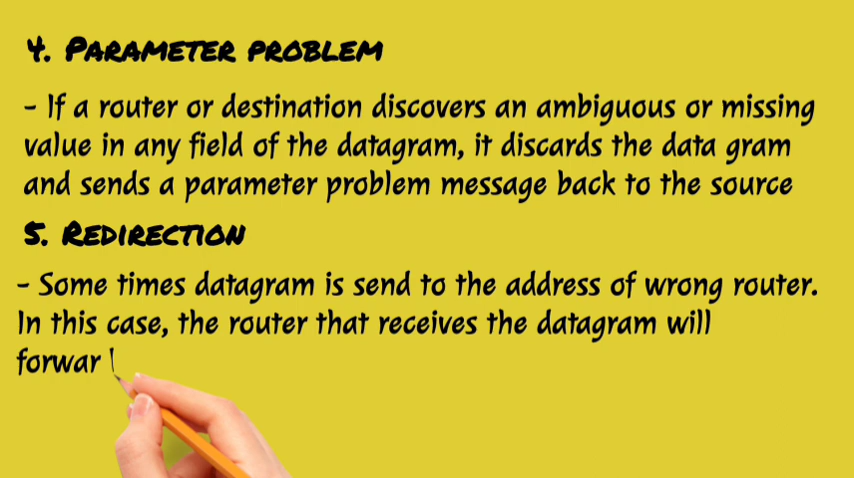 4. Parameter problem
- If a router or destination discovers an ambiguous or missing
value in any field of the datagram, it discards the data gram
and sends a parameter problem message back to the source
5. Redirection
- Some times datagram is send to the address of wrong router.
In this case, the router that receives the datagram will
forwar